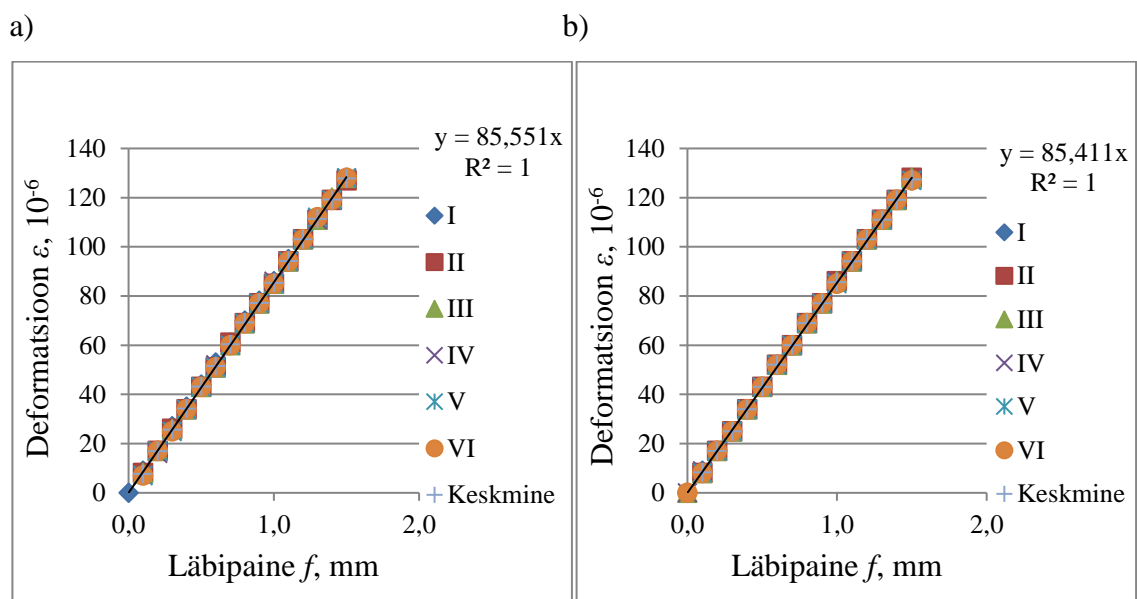 a)
b)
y = 85,551x
R² = 1
Deformatsioon ε, 10⁻⁶
140
120
100
80
60
40
20
0
0,0
1,0
2,0
Läbipaine f, mm
I
II
III
IV
V
VI
Keskmine
y = 85,411x
R² = 1
Deformatsioon ε, 10⁻⁶
140
120
100
80
60
40
20
0
0,0
1,0
2,0
Läbipaine f, mm
I
II
III
IV
V
VI
Keskmine